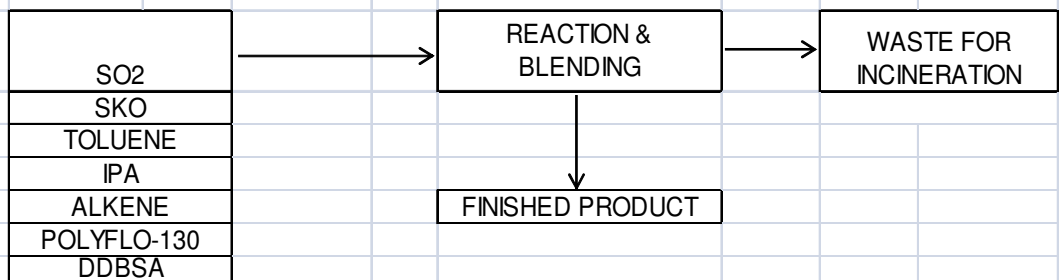 SO2
SKO
TOLUENE
IPA
ALKENE
POLYFLO-130
DDBSA
REACTION &
BLENDING
FINISHED PRODUCT
WASTE FOR
INCINERATION